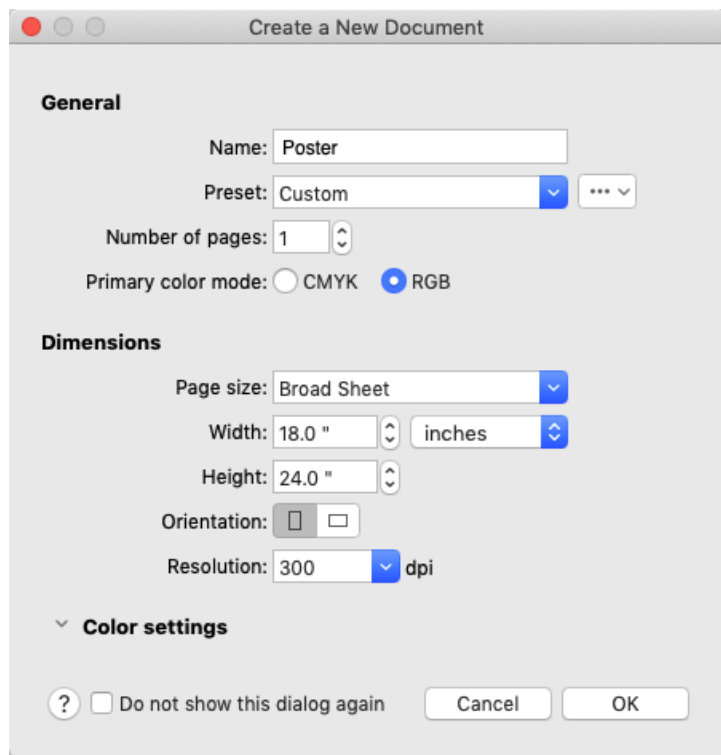 Create a New Document
General
Name: Poster
Preset: Custom
Number of pages: 1
Primary color mode: CMYK RGB
Dimensions
Page size: Broad Sheet
Width: 18.0 " inches
Height: 24.0 "
Orientation:
Resolution: 300 dpi
Color settings
? Do not show this dialog again Cancel OK